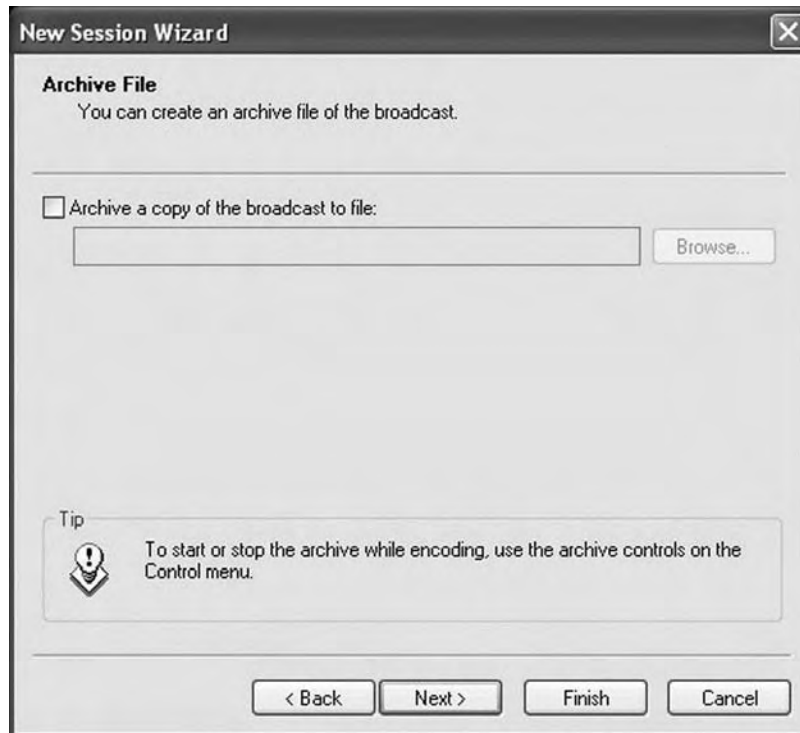 New Session Wizard
Archive File
You can create an archive file of the broadcast.
Archive a copy of the broadcast to file:
Browse...
Tip
To start or stop the archive while encoding, use the archive controls on the
Control menu.
< Back
Next >
Finish
Cancel